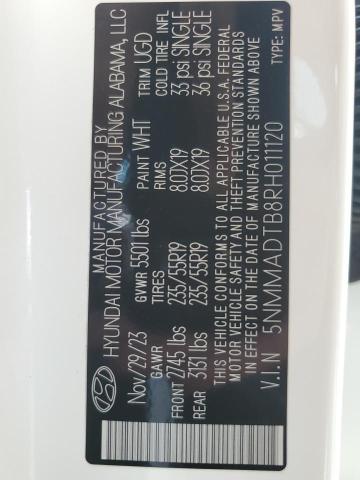 MANUFACTURED BY
HYUNDAI MOTOR MANUFACTURING ALABAMA, LLC
Nov/29/23 GVWR 5501 lbs PAINT WHT TRIM UGD
GAWR TIRES RIMS COLD TIRE INFL
FRONT 2745 lbs 235/55R19 8.0JX19 33 psi SINGLE
REAR 3131 lbs 235/55R19 8.0JX19 36 psi SINGLE
THIS VEHICLE CONFORMS TO ALL APPLICABLE U.S.A. FEDERAL
MOTOR VEHICLE SAFETY AND THEFT PREVENTION STANDARDS
IN EFFECT ON THE DATE OF MANUFACTURE SHOWN ABOVE
V.I.N 5NMMADTB8RH011120 TYPE: MPV